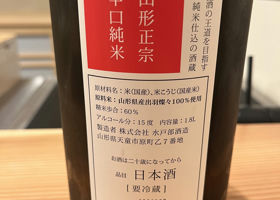 酒の王道を目指す
純米仕込の酒蔵
山形正宗
辛口純米
原材料名：米(国産)、米こうじ(国産米)
原料米：山形県産出羽燦々100%使用
精米歩合：60%
アルコール分：15度 内容量：1.8L
製造者 株式会社 水戸部酒造
山形県天童市原町乙7番地
お酒は二十歳になってから
品目 日本酒
[要冷蔵]